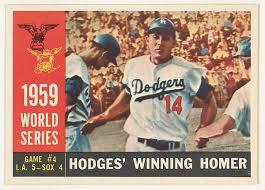 1959
WORLD
SERIES
GAME #4
L.A. 5-SOX 4
Dodgers
14
HODGES' WINNING HOMER